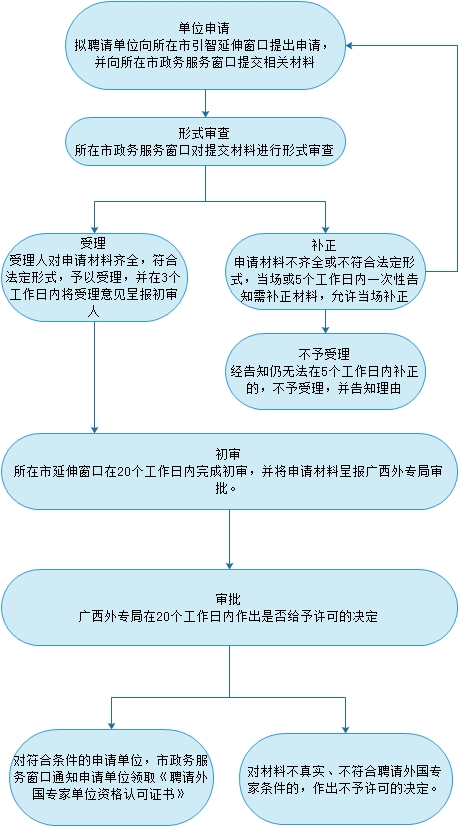 单位申请
拟聘请单位向所在市引智延伸窗口提出申请，
并向所在市政务服务窗口提交相关材料
形式审查
所在市政务服务窗口对提交材料进行形式审查
受理
受理人对申请材料齐全，符合
法定形式，予以受理，并在3个
工作日内将受理意见呈报初审
人
补正
申请材料不齐全或不符合法定形
式，当场或5个工作日内一次性告
知需补正材料，允许当场补正
不予受理
经告知仍无法在5个工作日内补正
的，不予受理，并告知理由
初审
所在市延伸窗口在20个工作日内完成初审，并将申请材料呈报广西外专局审
批。
审批
广西外专局在20个工作日内作出是否给予许可的决定
对符合条件的申请单位，市政务服
务窗口通知申请单位领取《聘请外
国专家单位资格认可证书》
对材料不真实、不符合聘请外国专
家条件的，作出不予许可的决定。